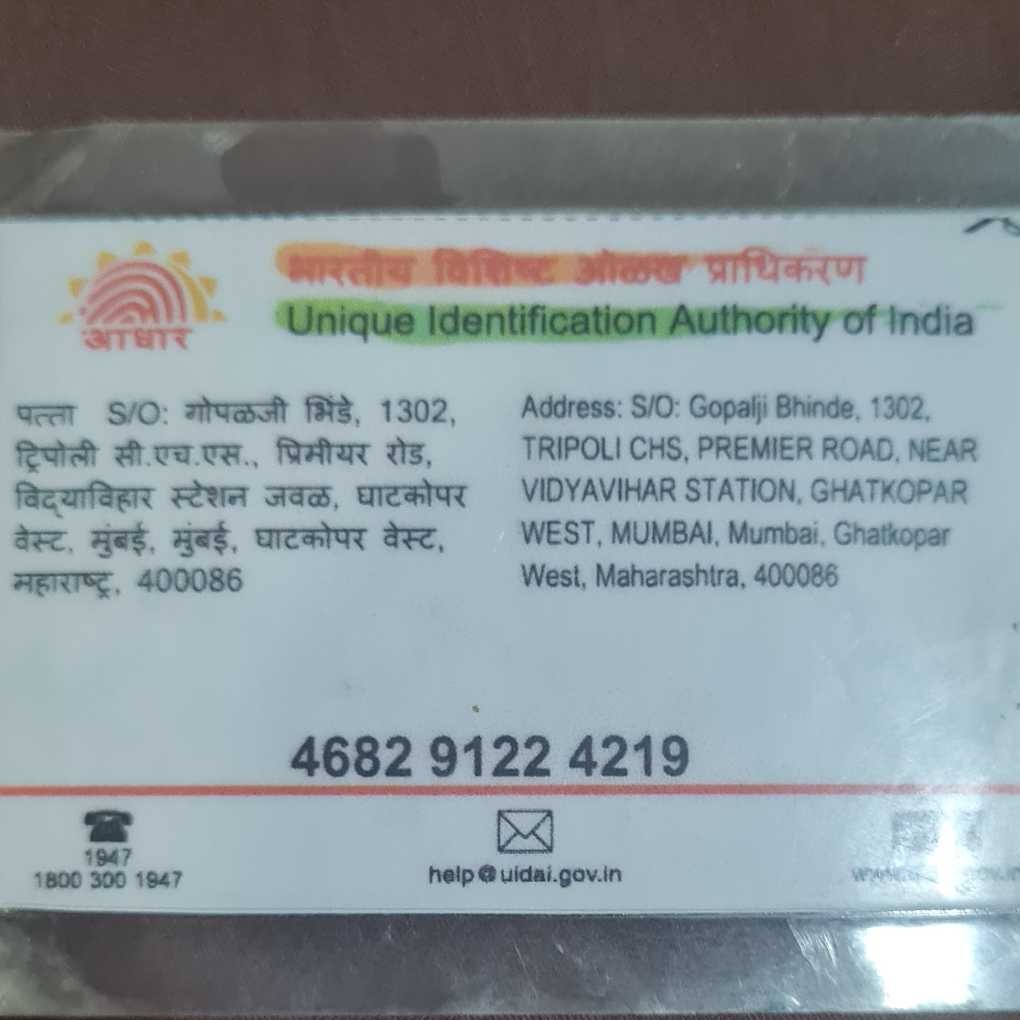 आधार
भारतीय विशिष्ट ओळख प्राधिकरण
Unique Identification Authority of India
पत्ता S/O: गोपळजी भिंडे, 1302,
ट्रिपोली सी.एच.एस., प्रिमीयर रोड,
विद्याविहार स्टेशन जवळ, घाटकोपर
वेस्ट, मुंबई, मुंबई, घाटकोपर वेस्ट,
महाराष्ट्र, 400086
Address: S/O: Gopalji Bhinde, 1302,
TRIPOLI CHS, PREMIER ROAD, NEAR
VIDYAVIHAR STATION, GHATKOPAR
WEST, MUMBAI, Mumbai, Ghatkopar
West, Maharashtra, 400086
4682 9122 4219
1947
1800 300 1947
help@uidai.gov.in